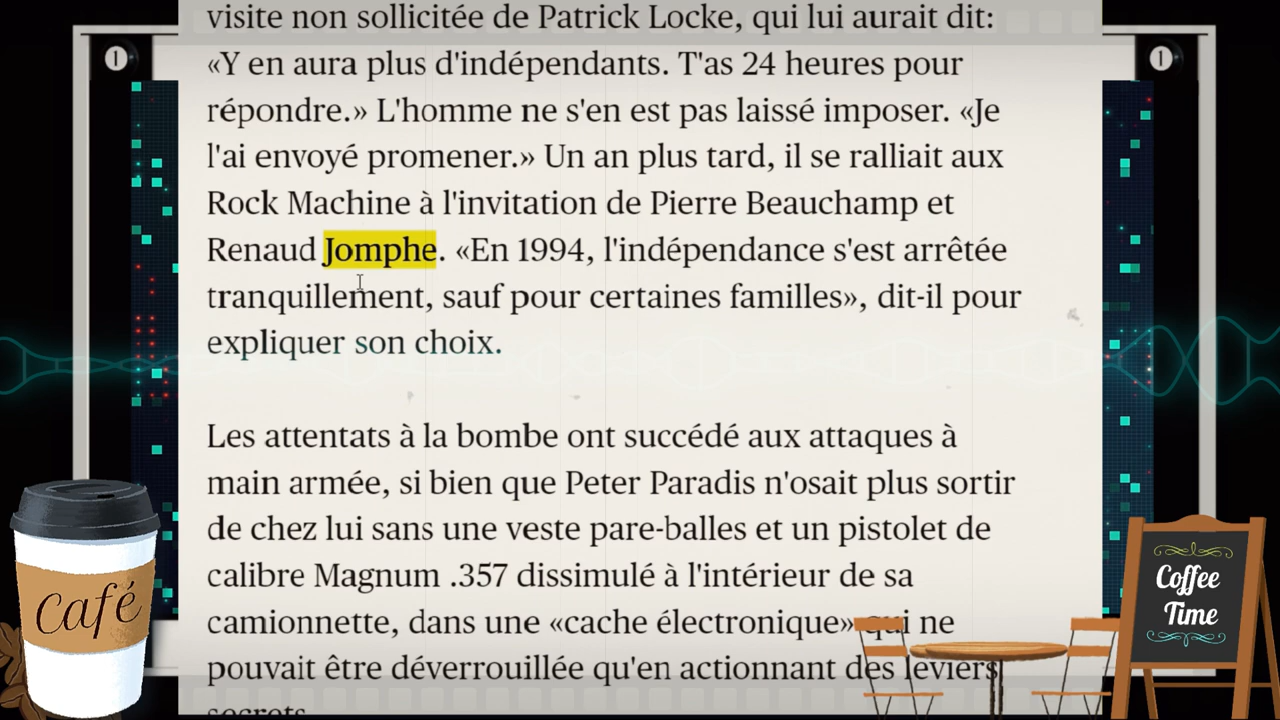 visite non sollicitée de Patrick Locke, qui lui aurait dit:
«Y en aura plus d'indépendants. T'as 24 heures pour
répondre.» L'homme ne s'en est pas laissé imposer. «Je
l'ai envoyé promener.» Un an plus tard, il se ralliait aux
Rock Machine à l'invitation de Pierre Beauchamp et
Renaud Jomphe. «En 1994, l'indépendance s'est arrêtée
tranquillement, sauf pour certaines familles», dit-il pour
expliquer son choix.
Les attentats à la bombe ont succédé aux attaques à
main armée, si bien que Peter Paradis n'osait plus sortir
de chez lui sans une veste pare-balles et un pistolet de
calibre Magnum .357 dissimulé à l'intérieur de sa
camionnette, dans une «cache électronique» qui ne
pouvait être déverrouillée qu'en actionnant des leviers
secrets.
1
1
Café
Coffee
Time